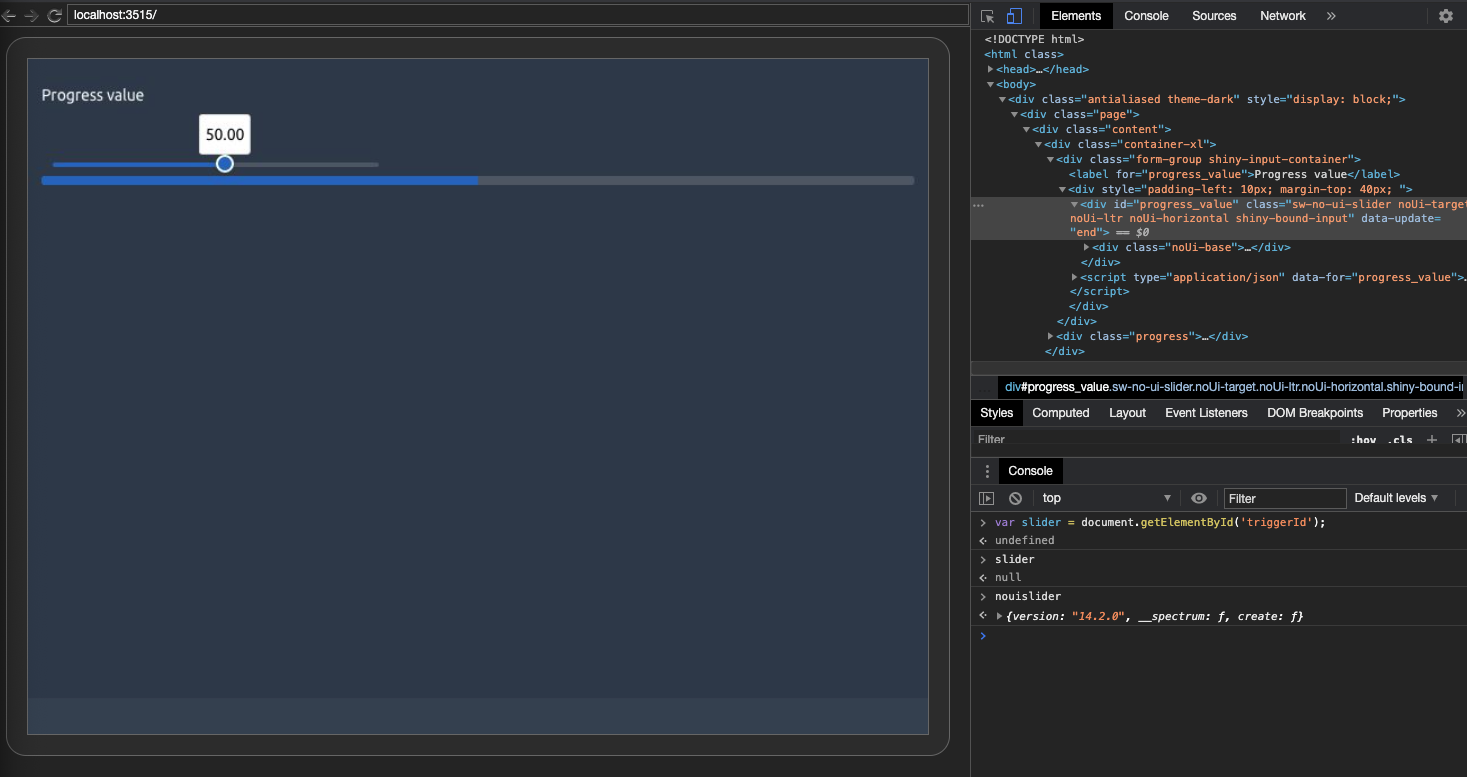 localhost:3515/
Progress value
50.00
Elements Console Sources Network »
<!DOCTYPE html>
<html class>
<head>…</head>
<body>
<div class="antialiased theme-dark" style="display: block;">
<div class="page">
<div class="content">
<div class="container-xl">
<div class="form-group shiny-input-container">
<label for="progress_value">Progress value</label>
<div style="padding-left: 10px; margin-top: 40px; ">
<div id="progress_value" class="sw-no-ui-slider noUi-target
noUi-ltr noUi-horizontal shiny-bound-input" data-update=
"end"> == $0
<div class="noUi-base">…</div>
</div>
<script type="application/json" data-for="progress_value">…
</script>
</div>
</div>
<div class="progress">…</div>
</div>
… div#progress_value.sw-no-ui-slider.noUi-target.noUi-ltr.noUi-horizontal.shiny-bound-i
Styles Computed Layout Event Listeners DOM Breakpoints Properties »
Filter :hov .cls +
Console
top Filter Default levels
> var slider = document.getElementById('triggerId');
undefined
> slider
null
> nouislider
{version: "14.2.0", __spectrum: ƒ, create: ƒ}
>